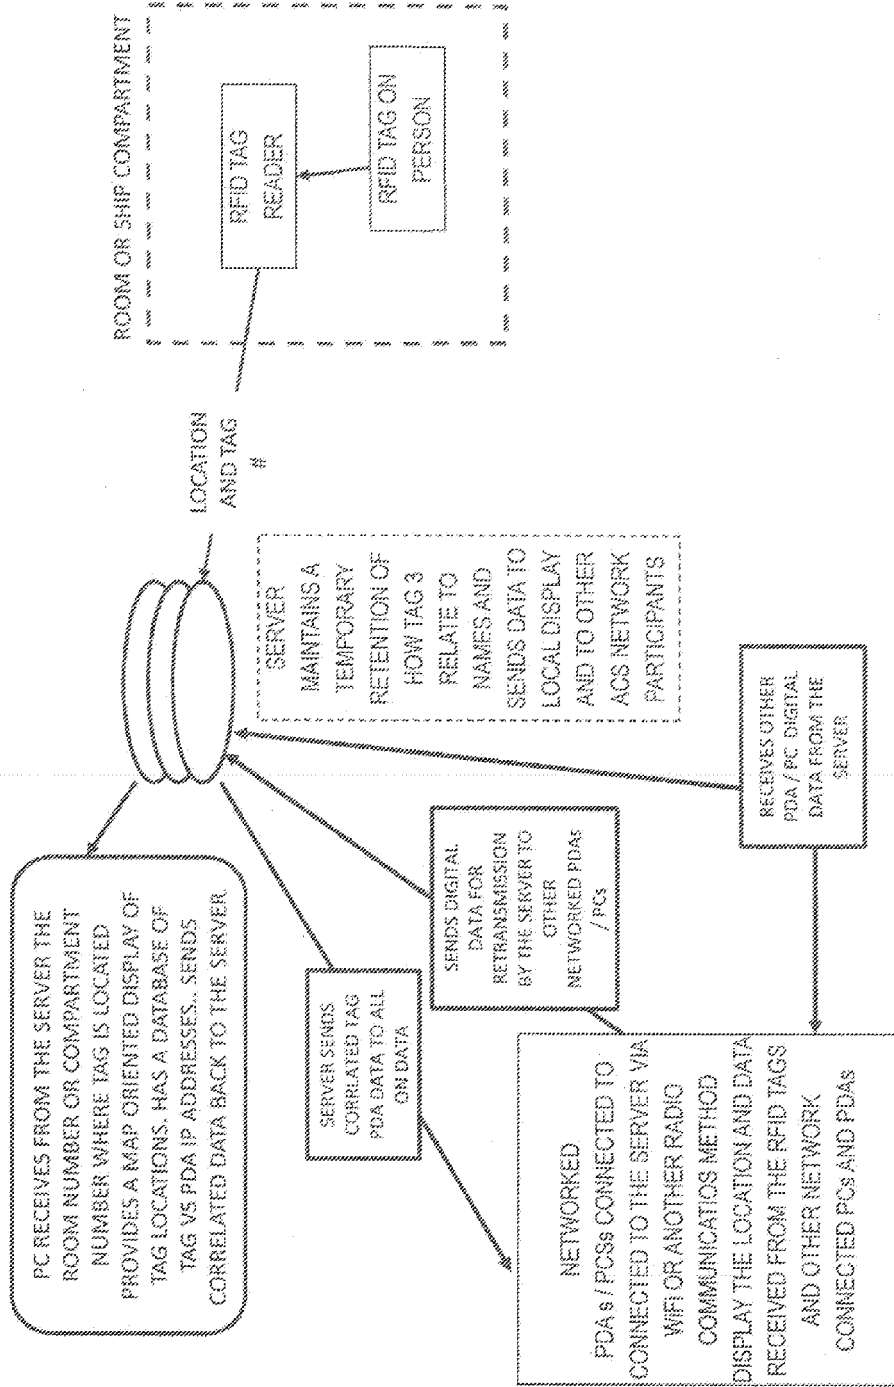 PC RECEIVES FROM THE SERVER THE
ROOM NUMBER OR COMPARTMENT
NUMBER WHERE TAG IS LOCATED
PROVIDES A MAP ORIENTED DISPLAY OF
TAG LOCATIONS. HAS A DATABASE OF
TAG VS PDA IP ADDRESSES.. SENDS
CORRELATED DATA BACK TO THE SERVER.
SERVER SENDS
CORRLATED TAG
PDA DATA TO ALL
ON DATA
SENDS DIGITAL
DATA FOR
RETRANSMISSION
BY THE SERVER TO
OTHER
NETWORKED PDAs
/ PCs
NETWORKED
PDA s / PCSs CONNECTED TO
CONNECTED TO THE SERVER VIA
WiFi OR ANOTHER RADIO
COMMUNICATIOS METHOD
DISPLAY THE LOCATION AND DATA
RECEIVED FROM THE RFID TAGS
AND OTHER NETWORK
CONNECTED PCs AND PDAs
RECEIVES OTHER
PDA / PC DIGITAL
DATA FROM THE
SERVER
SERVER
MAINTAINS A
TEMPORARY
RETENTION OF
HOW TAG 3
RELATE TO
NAMES AND
SENDS DATA TO
LOCAL DISPLAY
AND TO OTHER
ACS NETWORK
PARTICIPANTS
LOCATION
AND TAG
#
ROOM OR SHIP COMPARTMENT
RFID TAG
READER
RFID TAG ON
PERSON